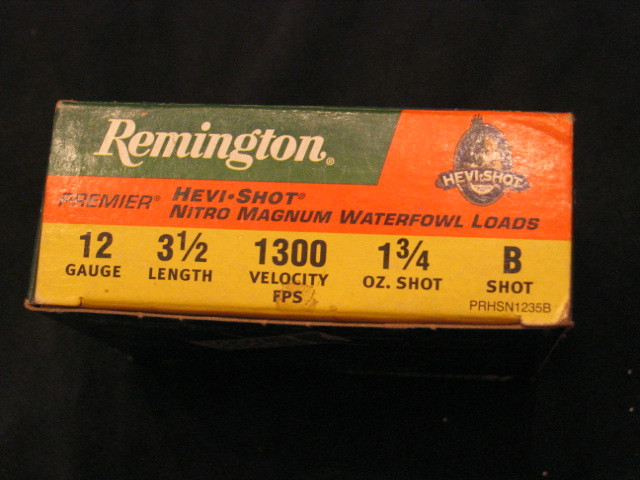 Remington®
HEVI•SHOT
PREMIER® HEVI•SHOT®
NITRO MAGNUM WATERFOWL LOADS
12 3½ 1300 1¾ B
GAUGE LENGTH VELOCITY OZ. SHOT SHOT
FPS
PRHSN1235B